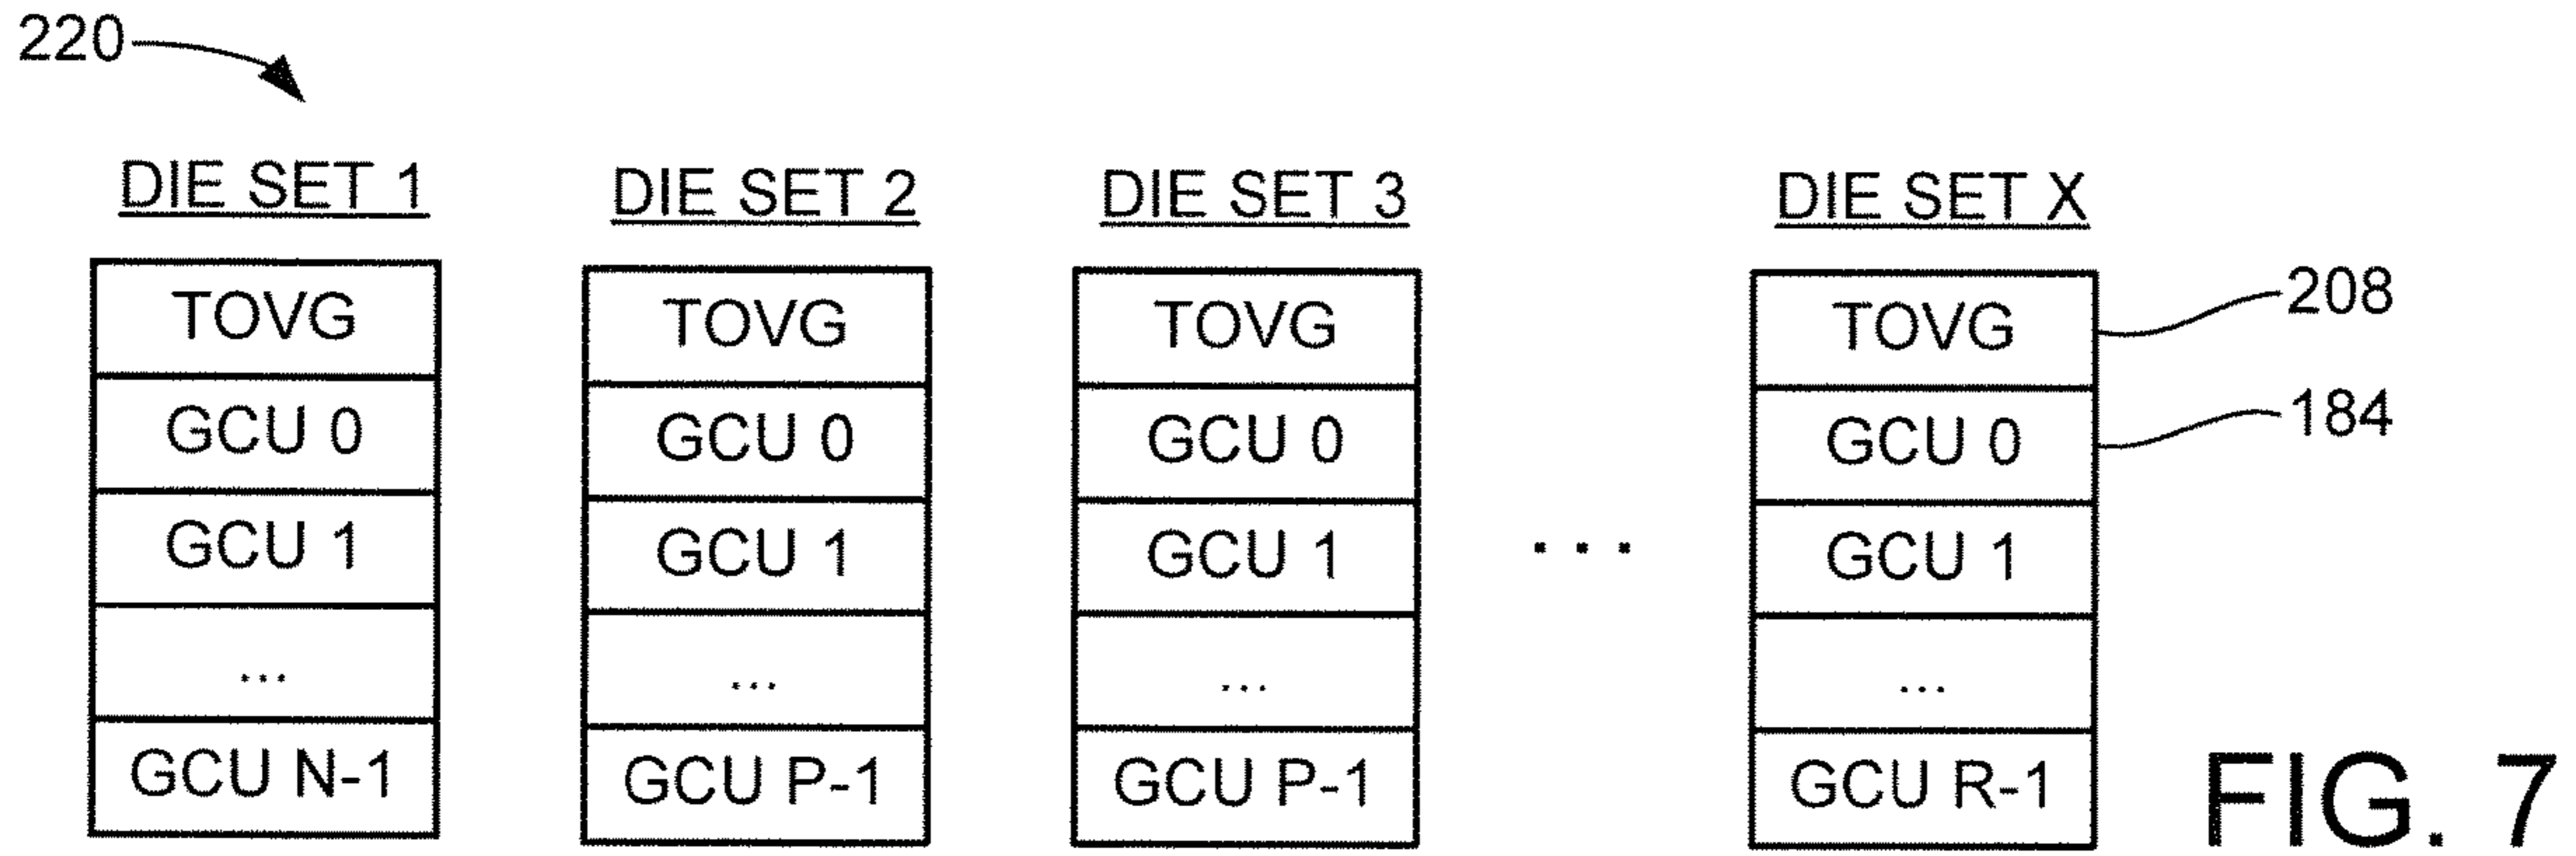 220
DIE SET 1 DIE SET 2 DIE SET 3 DIE SET X
TOVG TOVG TOVG TOVG 208
GCU 0 GCU 0 GCU 0 GCU 0 184
GCU 1 GCU 1 GCU 1 ... GCU 1
... ... ... ...
GCU N-1 GCU P-1 GCU P-1 GCU R-1
FIG. 7